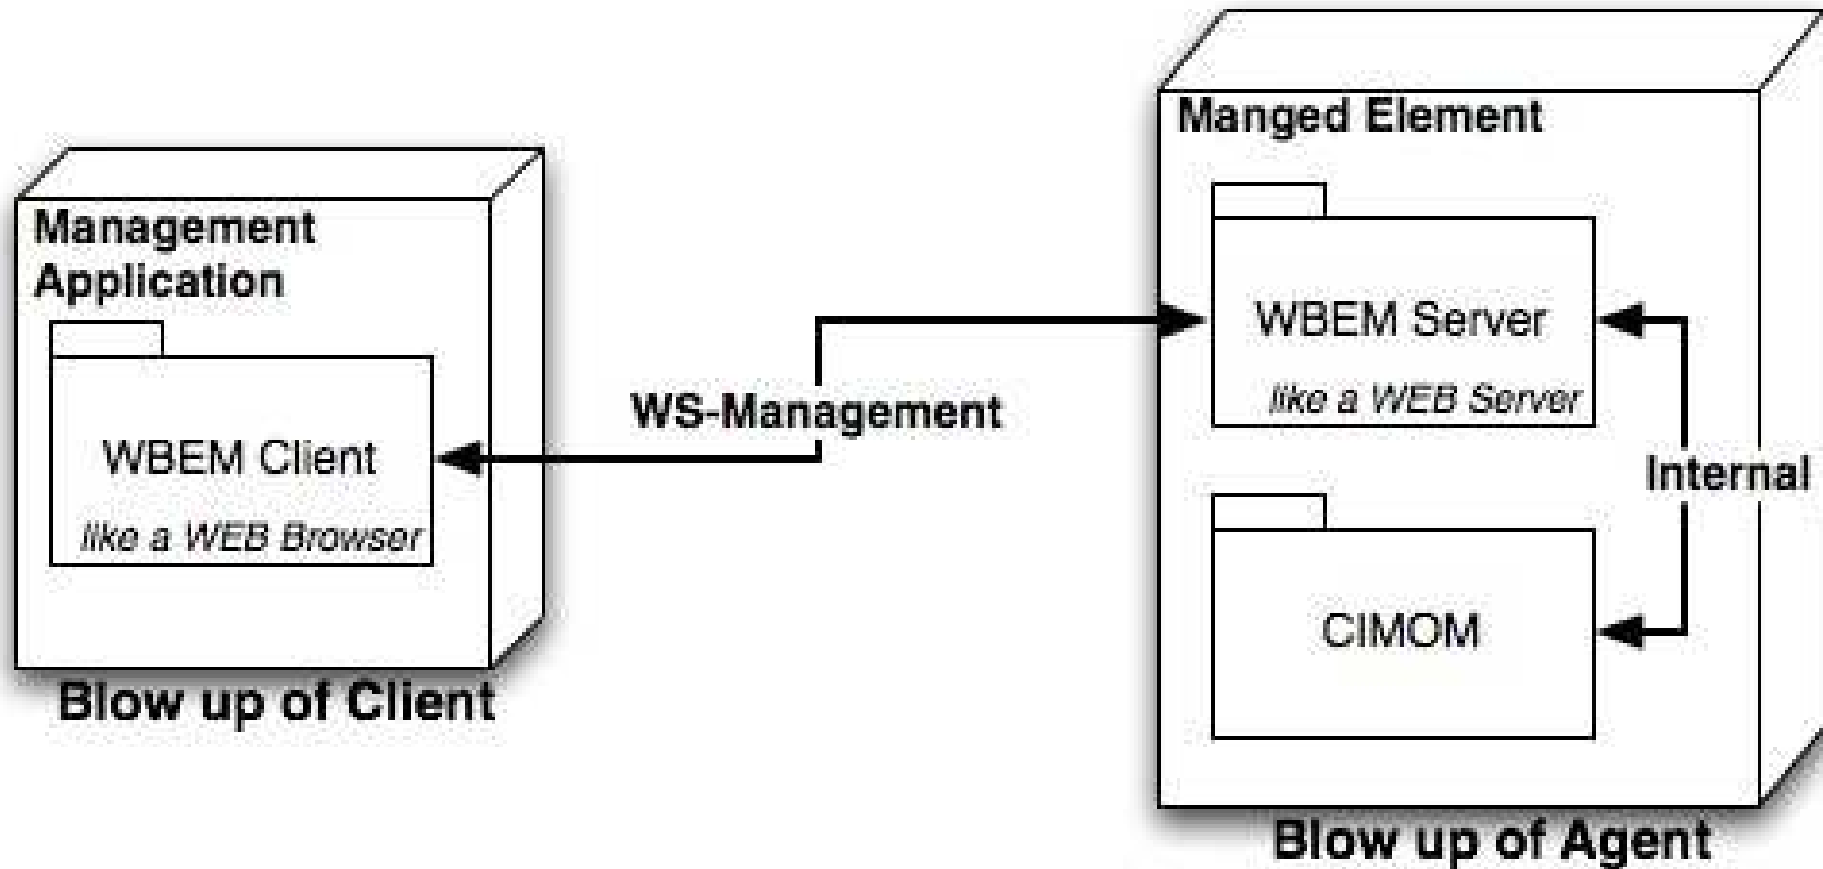 Management
Application
WBEM Client
like a WEB Browser
Blow up of Client
WS-Management
Manged Element
WBEM Server
like a WEB Server
Internal
CIMOM
Blow up of Agent